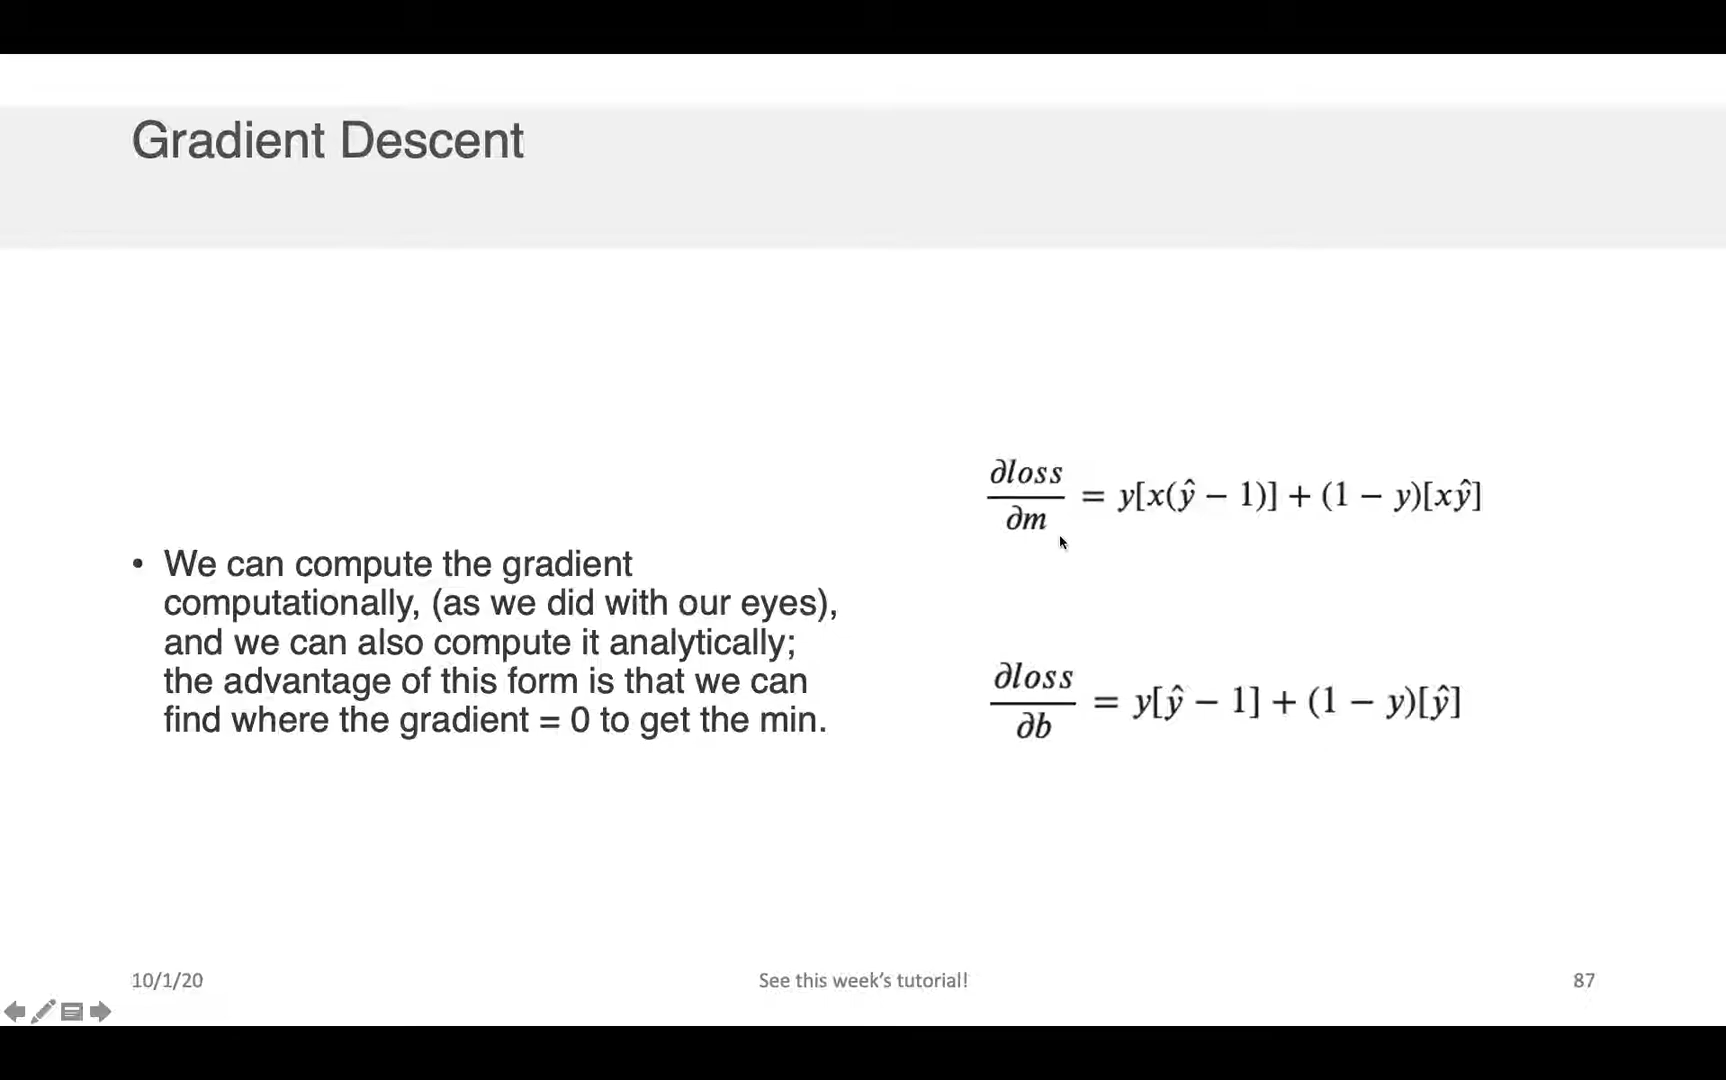 Gradient Descent
• We can compute the gradient
computationally, (as we did with our eyes),
and we can also compute it analytically;
the advantage of this form is that we can
find where the gradient = 0 to get the min.
∂loss/∂m = y[x(ŷ − 1)] + (1 − y)[xŷ]
∂loss/∂b = y[ŷ − 1] + (1 − y)[ŷ]
10/1/20
See this week’s tutorial!
87